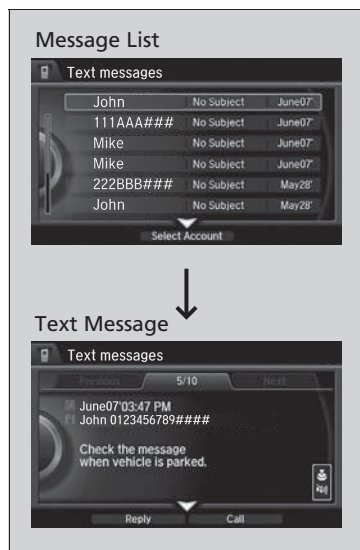 Message List
Text messages
John No Subject June07'
111AAA### No Subject June07'
Mike No Subject June07'
Mike No Subject June07'
222BBB### No Subject May28'
John No Subject May28'
Select Account
Text Message
Text messages
Previous 5/10 Next
June07'03:47 PM
John 0123456789####
Check the message
when vehicle is parked.
Reply Call